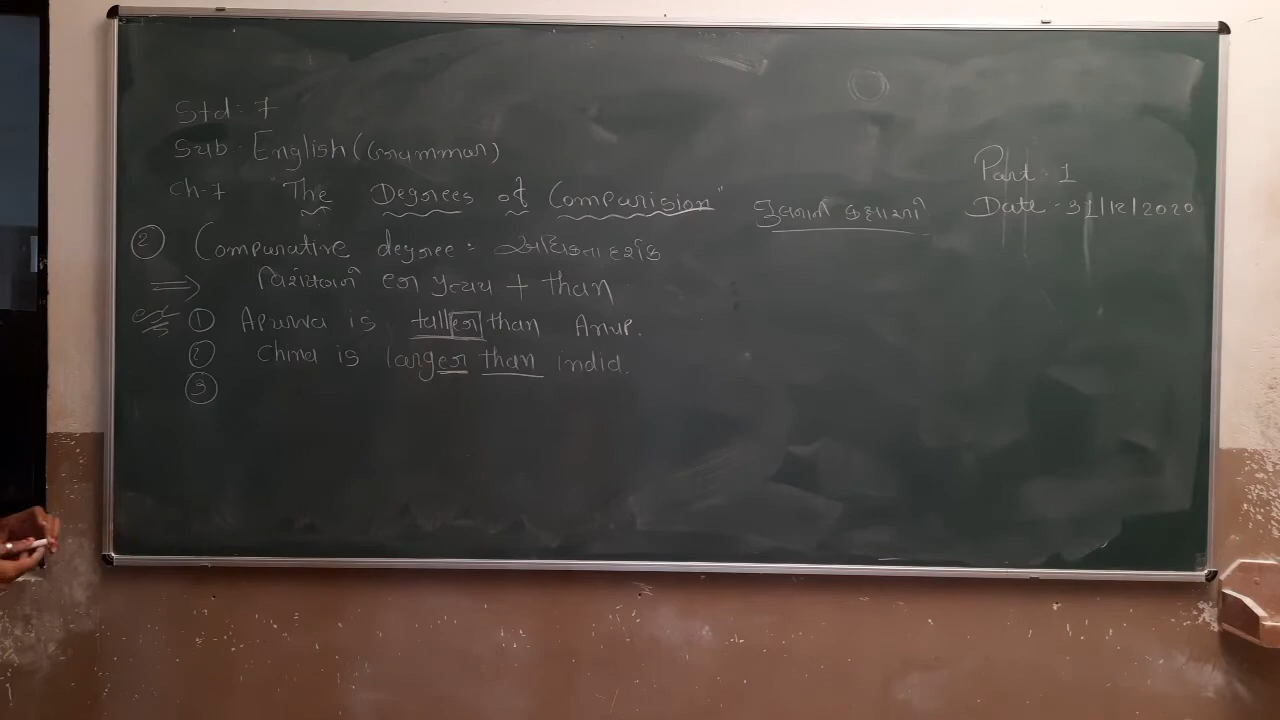 Std: 7
Sub: English (Grammar)
Ch-7 "The Degrees of Comparision" તુલનાની કક્ષાઓ
Part: 1
Date:- 31/12/2020
② Comparative degree: અધિકતા દર્શક
⇒ વિશેષણને er પ્રત્યય + than
ex ① Apurva is taller than Anup.
② China is larger than india.
③